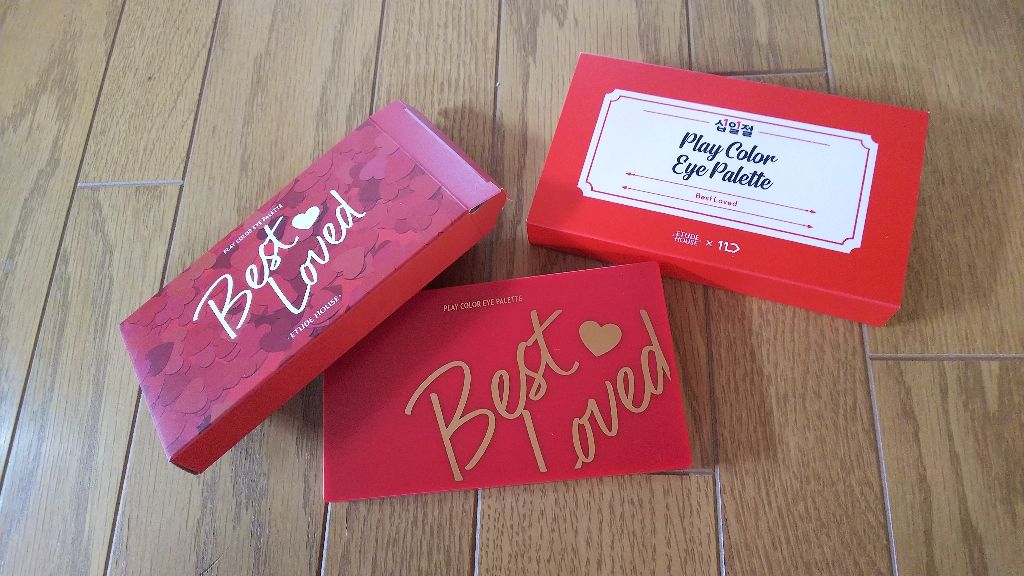 PLAY COLOR EYE PALETTE
Best
Loved
·ETUDE HOUSE·
PLAY COLOR EYE PALETTE
Best
Loved
십일절
Play Color
Eye Palette
Best Loved
·ETUDE HOUSE· × 11